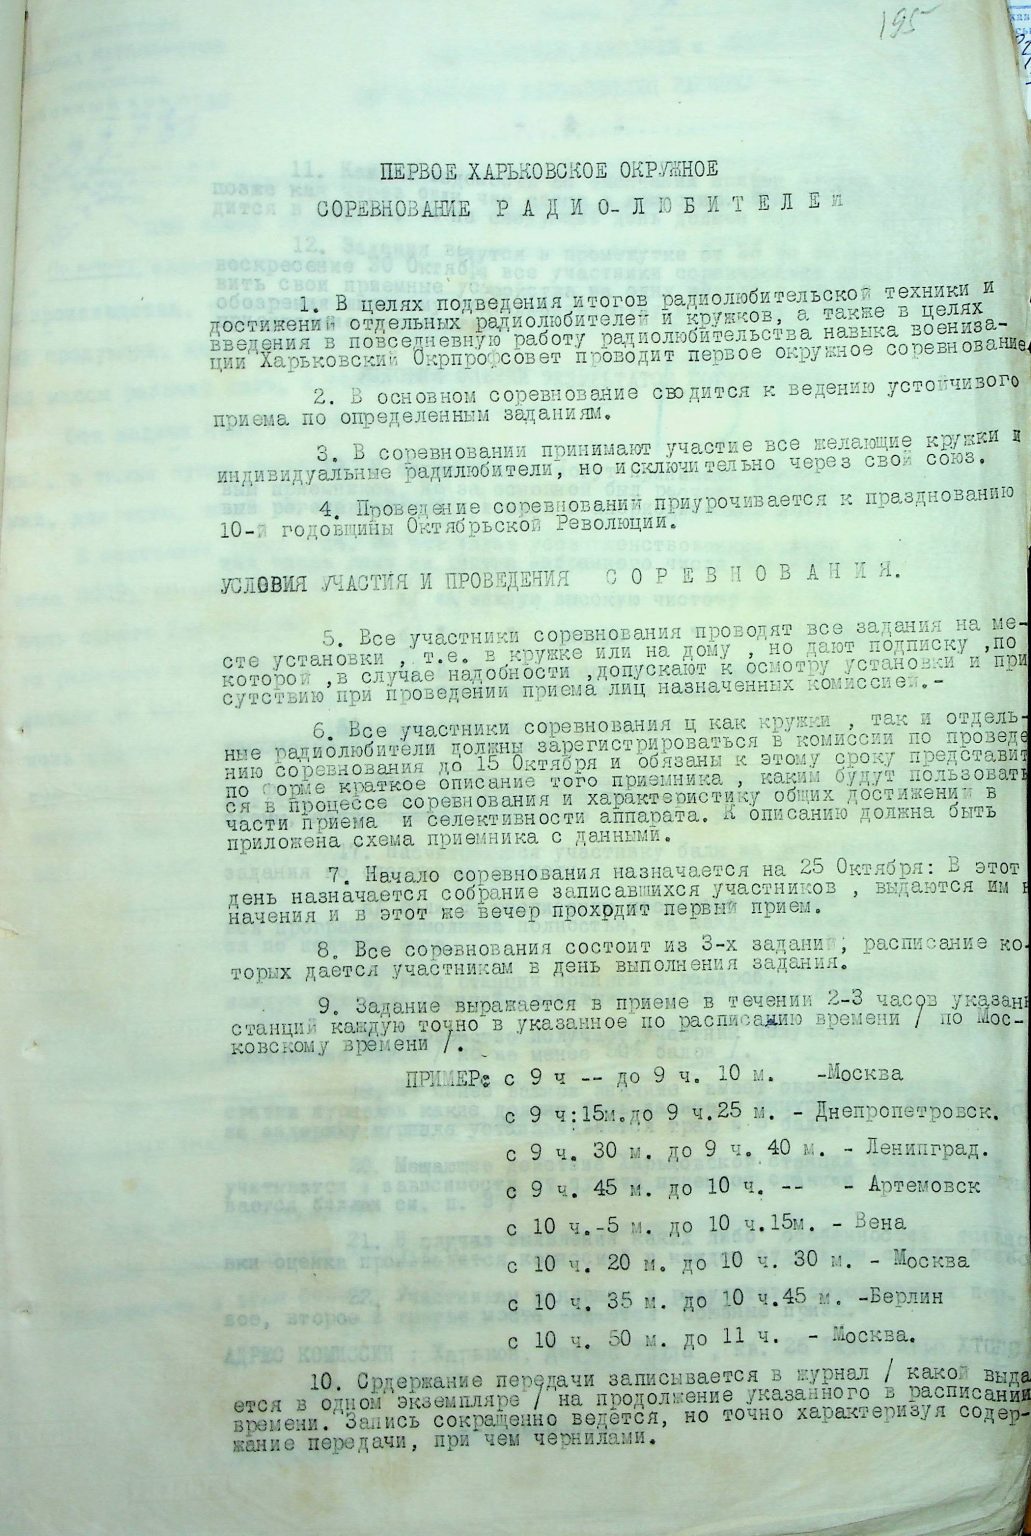 195
ПЕРВОЕ ХАРЬКОВСКОЕ ОКРУЖНОЕ
СОРЕВНОВАНИЕ Р А Д И О- Л Ю Б И Т Е Л Е Й
1. В целях подведения итогов радиолюбительской техники и
достижений отдельных радиолюбителей и кружков, а также в целях
введения в повседневную работу радиолюбительства навыка военизa-
ции Харьковский Окрпрофсовет проводит первое окружное соревнование.
2. В основном соревнование сводится к ведению устойчивого
приема по определенным заданиям.
3. В соревновании принимают участие все желающие кружки и
индивидуальные радилюбители, но исключительно через свой союз.
4. Проведение соревнований приурочивается к празднованию
10-й годовщины Октябрьской Революции.
УСЛОВИЯ УЧАСТИЯ И ПРОВЕДЕНИЯ С О Р Е В Н О В А Н И Я.
5. Все участники соревнования проводят все задания на ме-
сте установки , т.е. в кружке или на дому , но дают подписку ,по
которой ,в случае надобности ,допускают к осмотру установки и при
сутствию при проведении приема лиц назначенных комиссией.-
6. Все участники соревнования ц как кружки , так и отдель-
ные радиолюбители должны зарегистрироваться в комиссии по проведе
нию соревнования до 15 Октября и обязаны к этому сроку представит
по форме краткое описание того приемника , каким будут пользовать
ся в процессе соревнования и характеристику общих достижений в
части приема и селективности аппарата. К описанию должна быть
приложена схема приемника с данными.
7. Начало соревнования назначается на 25 Октября: В этот
день назначается собрание записавшихся участников , выдаются им
начения и в этот же вечер проходит первый прием.
8. Все соревнования состоит из 3-х заданий; расписание ко-
торых дается участникам в день выполнения задания.
9. Задание выражается в приеме в течении 2-3 часов указан
станций каждую точно в указанное по расписанию времени / по Мос-
ковскому времени /.
ПРИМЕР: с 9 ч -- до 9 ч. 10 м. -Москва
с 9 ч:15м.до 9 ч.25 м. - Днепропетровск.
с 9 ч. 30 м. до 9 ч. 40 м. - Ленипград.
с 9 ч. 45 м. до 10 ч. -- - Артемовск
с 10 ч.-5 м. до 10 ч.15м. - Вена
с 10 ч. 20 м. до 10 ч. 30 м. - Москва
с 10 ч. 35 м. до 10 ч.45 м. -Берлин
с 10 ч. 50 м. до 11 ч. - Москва.
10. Срдержание передачи записывается в журнал / какой выда
ется в одном экземпляре / на продолжение указанного в расписании
времени. Запись сокращенно ведется, но точно характеризуя содер-
жание передачи, при чем чернилами.